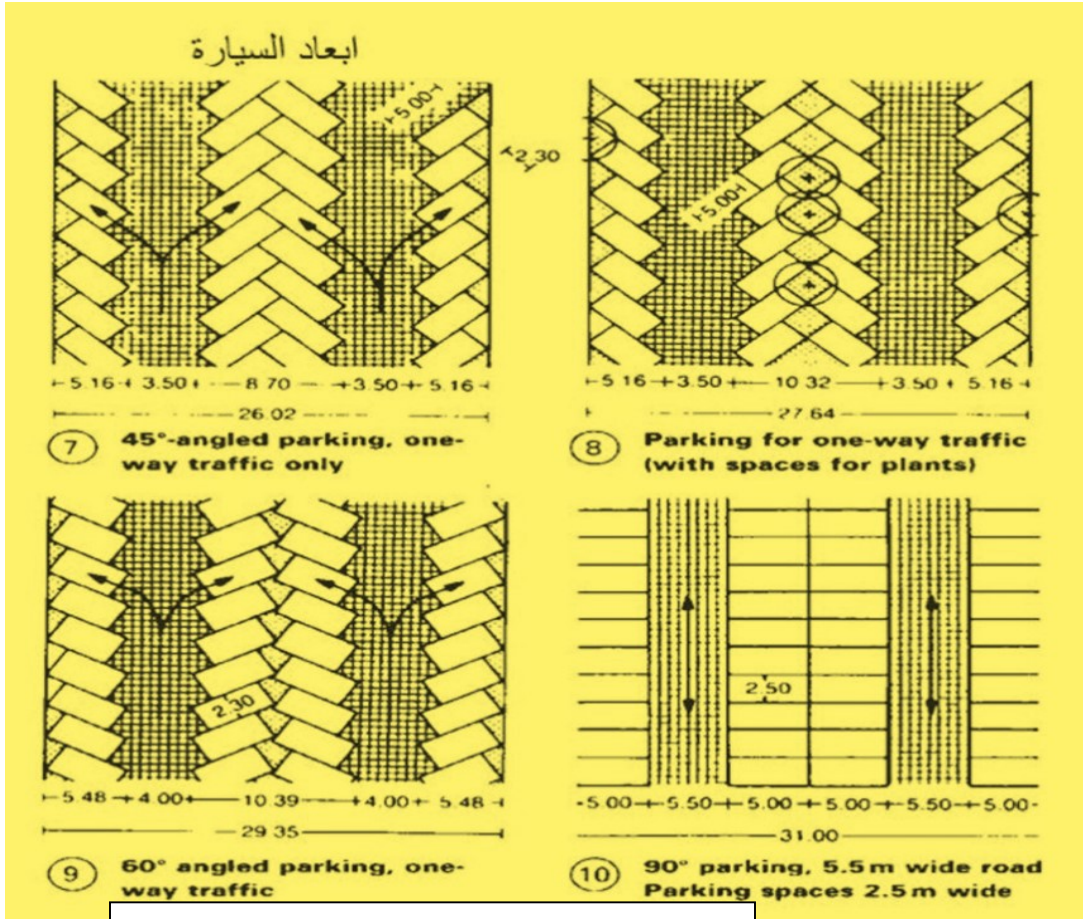 ابعاد السيارة
5.00
2.30
5.00
5.16 3.50 8.70 3.50 5.16
26.02
7 45°-angled parking, one-
way traffic only
5 16 3.50 10.32 3.50 5.16
27.64
8 Parking for one-way traffic
(with spaces for plants)
2.30
5.48 4.00 10.39 4.00 5.48
29.35
9 60° angled parking, one-
way traffic
2.50
5.00 5.50 5.00 5.00 5.50 5.00
31.00
10 90° parking, 5.5m wide road
Parking spaces 2.5m wide